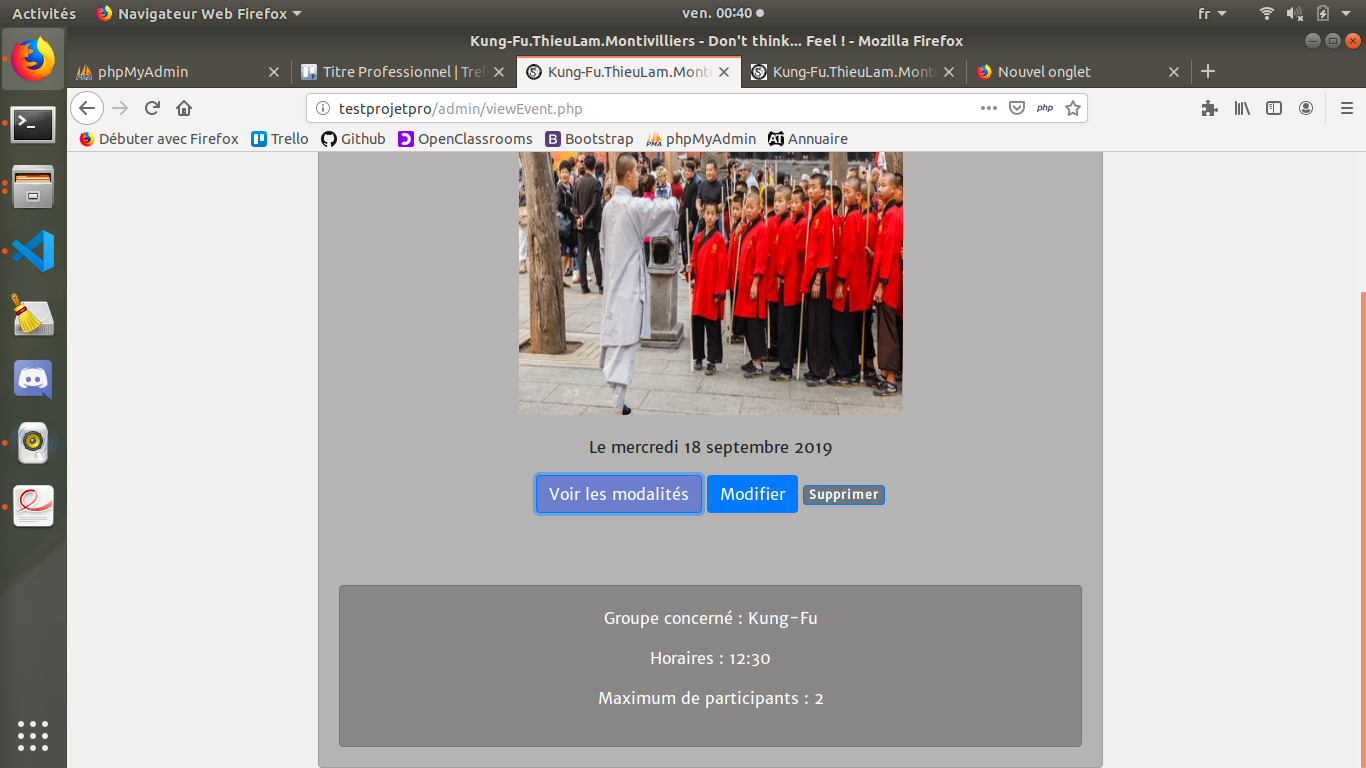 Activités Navigateur Web Firefox ven. 00:40 fr
Kung-Fu.ThieuLam.Montivilliers - Don't think... Feel ! - Mozilla Firefox
phpMyAdmin Titre Professionnel | Trel Kung-Fu.ThieuLam.Monti Kung-Fu.ThieuLam.Monti Nouvel onglet
testprojetpro/admin/viewEvent.php php
Débuter avec Firefox Trello Github OpenClassrooms Bootstrap phpMyAdmin Annuaire
Le mercredi 18 septembre 2019
Voir les modalités Modifier Supprimer
Groupe concerné : Kung-Fu
Horaires : 12:30
Maximum de participants : 2